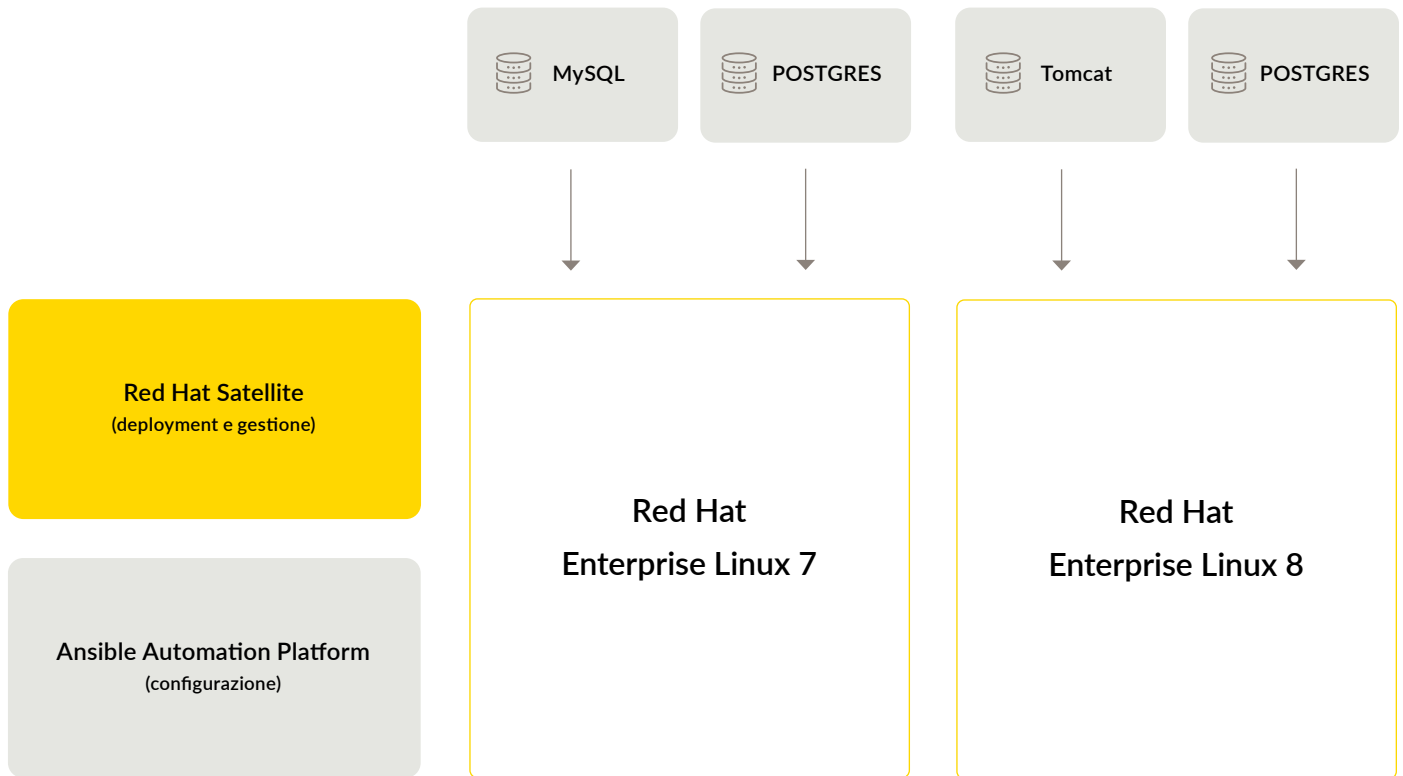 MySQL
POSTGRES
Tomcat
POSTGRES
Red Hat Satellite
(deployment e gestione)
Ansible Automation Platform
(configurazione)
Red Hat
Enterprise Linux 7
Red Hat
Enterprise Linux 8